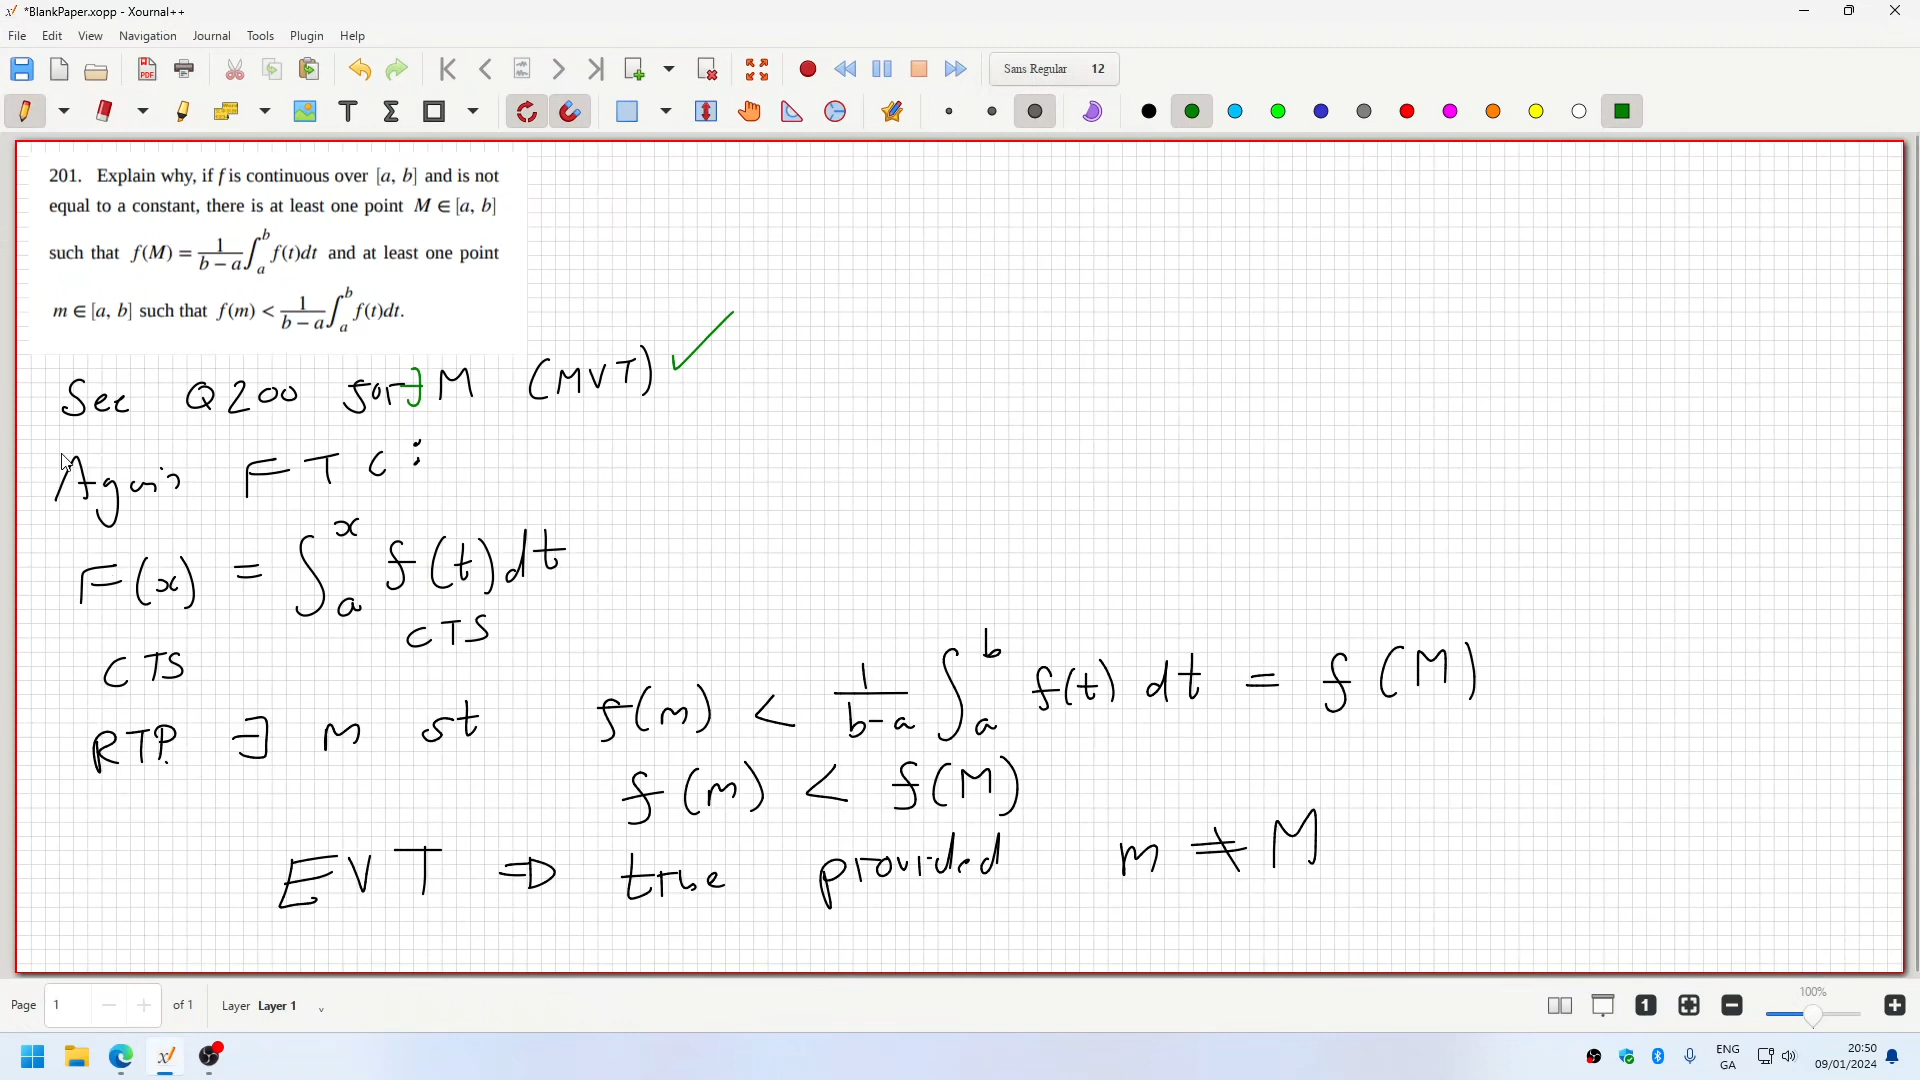 *BlankPaper.xopp - Xournal++
File Edit View Navigation Journal Tools Plugin Help
Sans Regular 12
201. Explain why, if f is continuous over [a, b] and is not
equal to a constant, there is at least one point M ∈ [a, b]
such that f(M) = 1/(b − a) ∫_a^b f(t)dt and at least one point
m ∈ [a, b] such that f(m) < 1/(b − a) ∫_a^b f(t)dt.
See Q200 for ∃ M (MVT) ✓
Again FTC:
F(x) = ∫_a^x f(t) dt
CTS
CTS
RTP ∃ m st f(m) < 1/(b-a) ∫_a^b f(t) dt = f(M)
f(m) < f(M)
EVT ⇒ true provided m ≠ M
Page 1 of 1 Layer Layer 1 100%
ENG
GA
20:50
09/01/2024